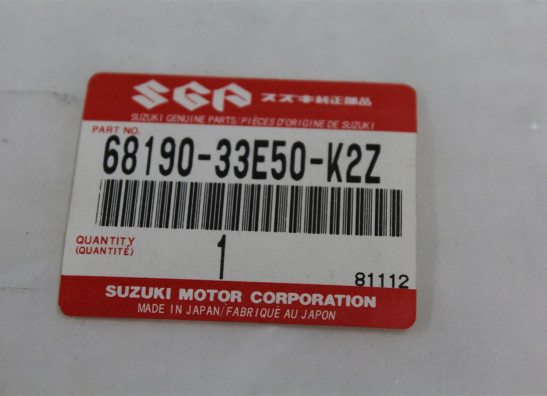 SGP スズキ純正部品
SUZUKI GENUINE PARTS/PIÈCES D'ORIGINE DE SUZUKI
PART NO.
68190-33E50-K2Z
QUANTITY
(QUANTITÉ)
1
81112
SUZUKI MOTOR CORPORATION
MADE IN JAPAN/FABRIQUÉ AU JAPON